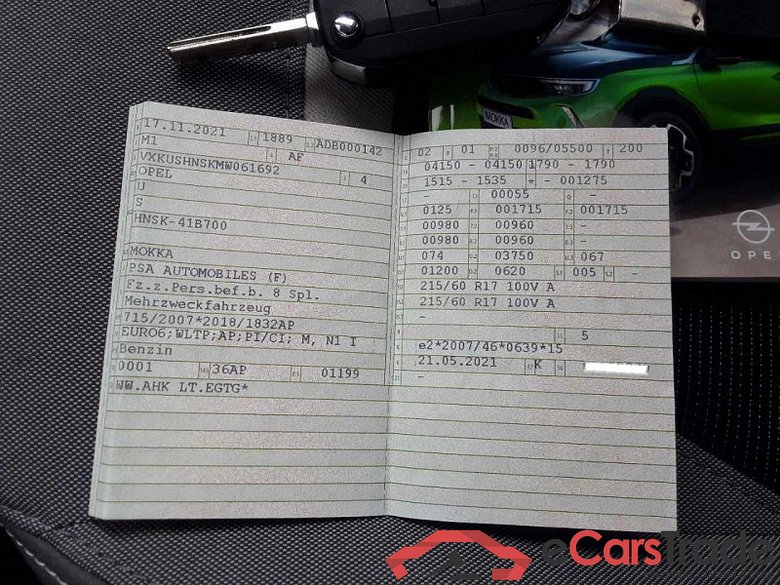 MOKKA
OPEL
17.11.2021 1889 ADB000142
M1 AF
VXKUSHNSKMW061692 4
OPEL
U
S
HNSK-41B700
MOKKA
PSA AUTOMOBILES (F)
Fz.z.Pers.bef.b. 8 Spl.
Mehrzweckfahrzeug
715/2007*2018/1832AP
EURO6;WLTP;AP;PI/CI; M, N1 I
Benzin
0001 36AP 01199
WW.AHK LT.EGTG*
02 01 0096/05500 200
04150 - 04150 1790 - 1790
1515 - 1535 - 001275
- 00055 -
0125 001715 001715
00980 00960 -
00980 00960 -
074 03750 067
01200 0620 005 -
215/60 R17 100V A
215/60 R17 100V A
-
5
e2*2007/46*0639*15
21.05.2021 K
-
eCarsTrade